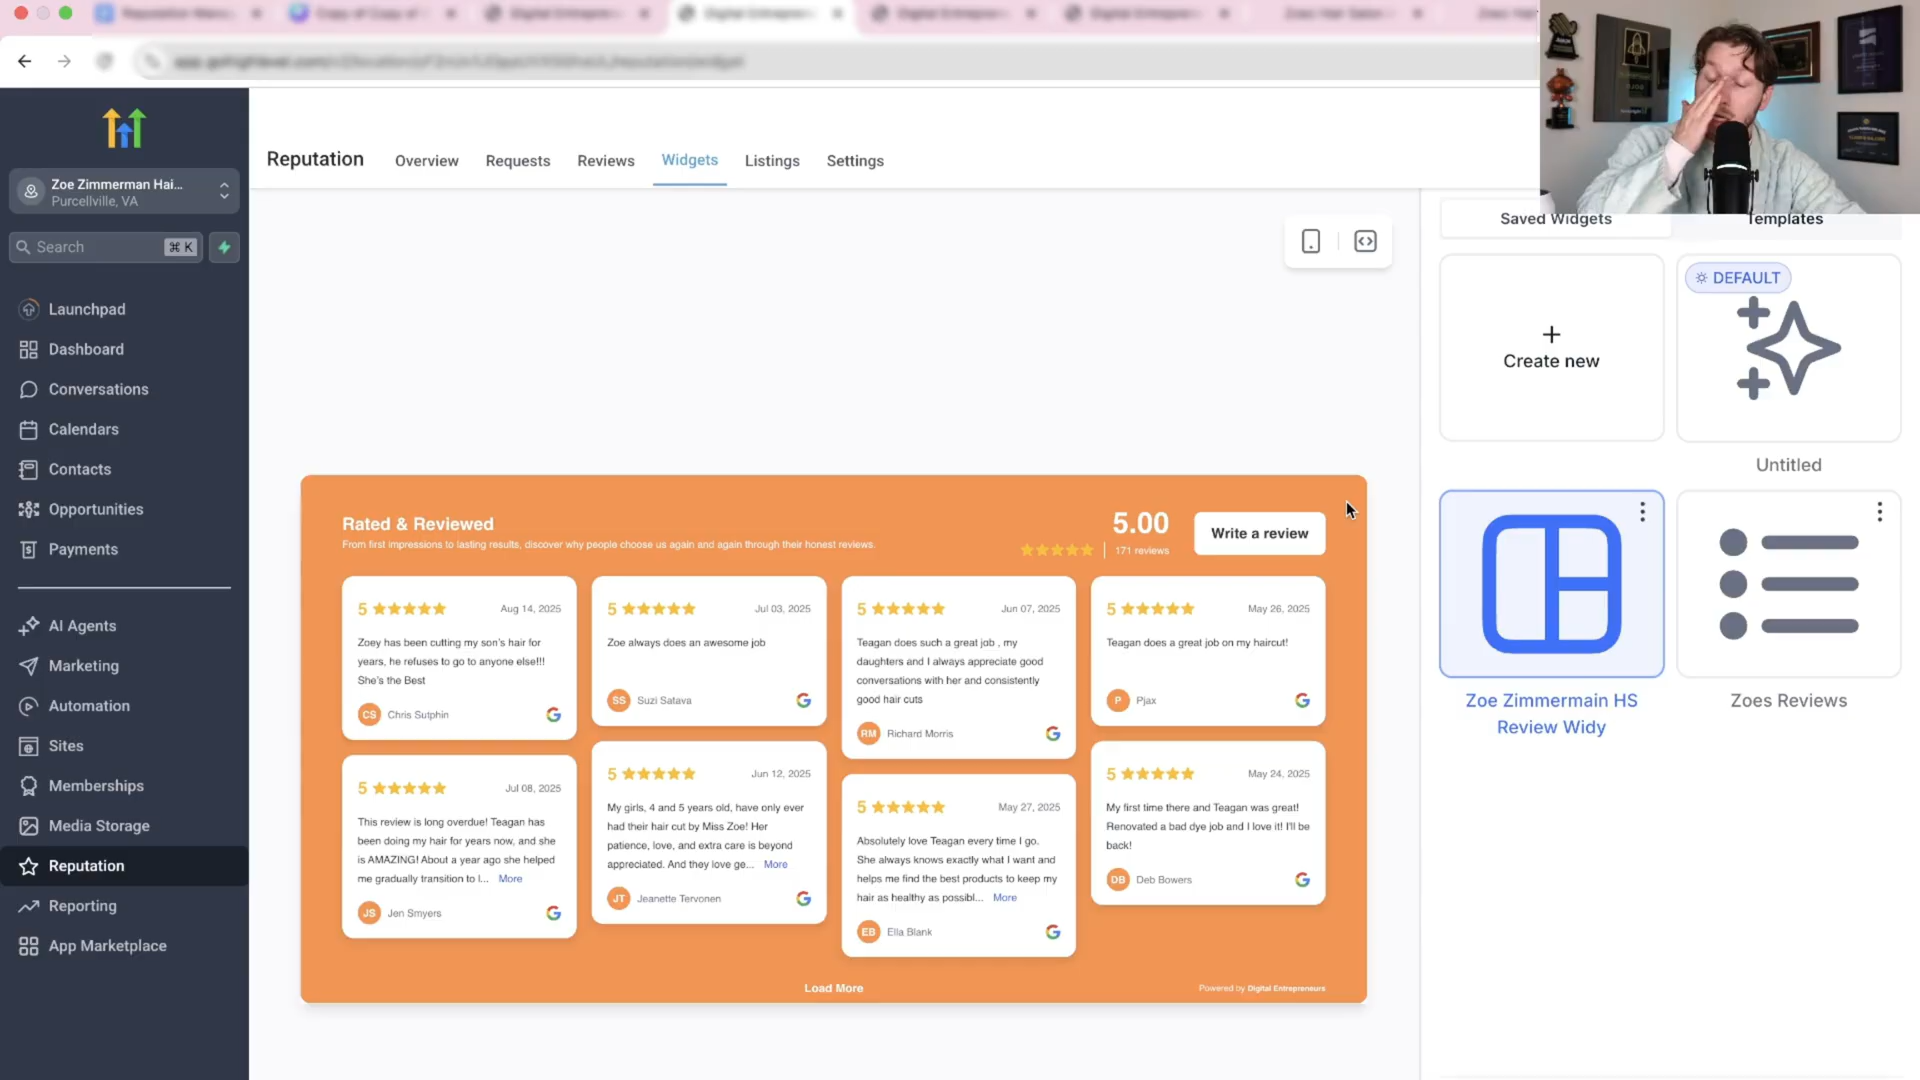 Reputation
Overview
Requests
Reviews
Widgets
Listings
Settings
Zoe Zimmerman Hai...
Purcellville, VA
Search
⌘ K
Launchpad
Dashboard
Conversations
Calendars
Contacts
Opportunities
Payments
AI Agents
Marketing
Automation
Sites
Memberships
Media Storage
Reputation
Reporting
App Marketplace
Rated & Reviewed
From first impressions to lasting results, discover why people choose us again and again through their honest reviews.
5.00
171 reviews
Write a review
5
Aug 14, 2025
Zoey has been cutting my son's hair for
years, he refuses to go to anyone else!!!
She's the Best
CS
Chris Sutphin
5
Jul 08, 2025
This review is long overdue! Teagan has
been doing my hair for years now, and she
is AMAZING! About a year ago she helped
me gradually transition to l... More
JS
Jen Smyers
5
Jul 03, 2025
Zoe always does an awesome job
SS
Suzi Satava
5
Jun 12, 2025
My girls, 4 and 5 years old, have only ever
had their hair cut by Miss Zoe! Her
patience, love, and extra care is beyond
appreciated. And they love ge... More
JT
Jeanette Tervonen
5
Jun 07, 2025
Teagan does such a great job , my
daughters and I always appreciate good
conversations with her and consistently
good hair cuts
RM
Richard Morris
5
May 27, 2025
Absolutely love Teagan every time I go.
She always knows exactly what I want and
helps me find the best products to keep my
hair as healthy as possibl... More
EB
Ella Blank
5
May 26, 2025
Teagan does a great job on my haircut!
P
Pjax
5
May 24, 2025
My first time there and Teagan was great!
Renovated a bad dye job and I love it! I'll be
back!
DB
Deb Bowers
Load More
Powered by Digital Entrepreneurs
Saved Widgets
Templates
Create new
DEFAULT
Untitled
Zoe Zimmermain HS
Review Widy
Zoes Reviews